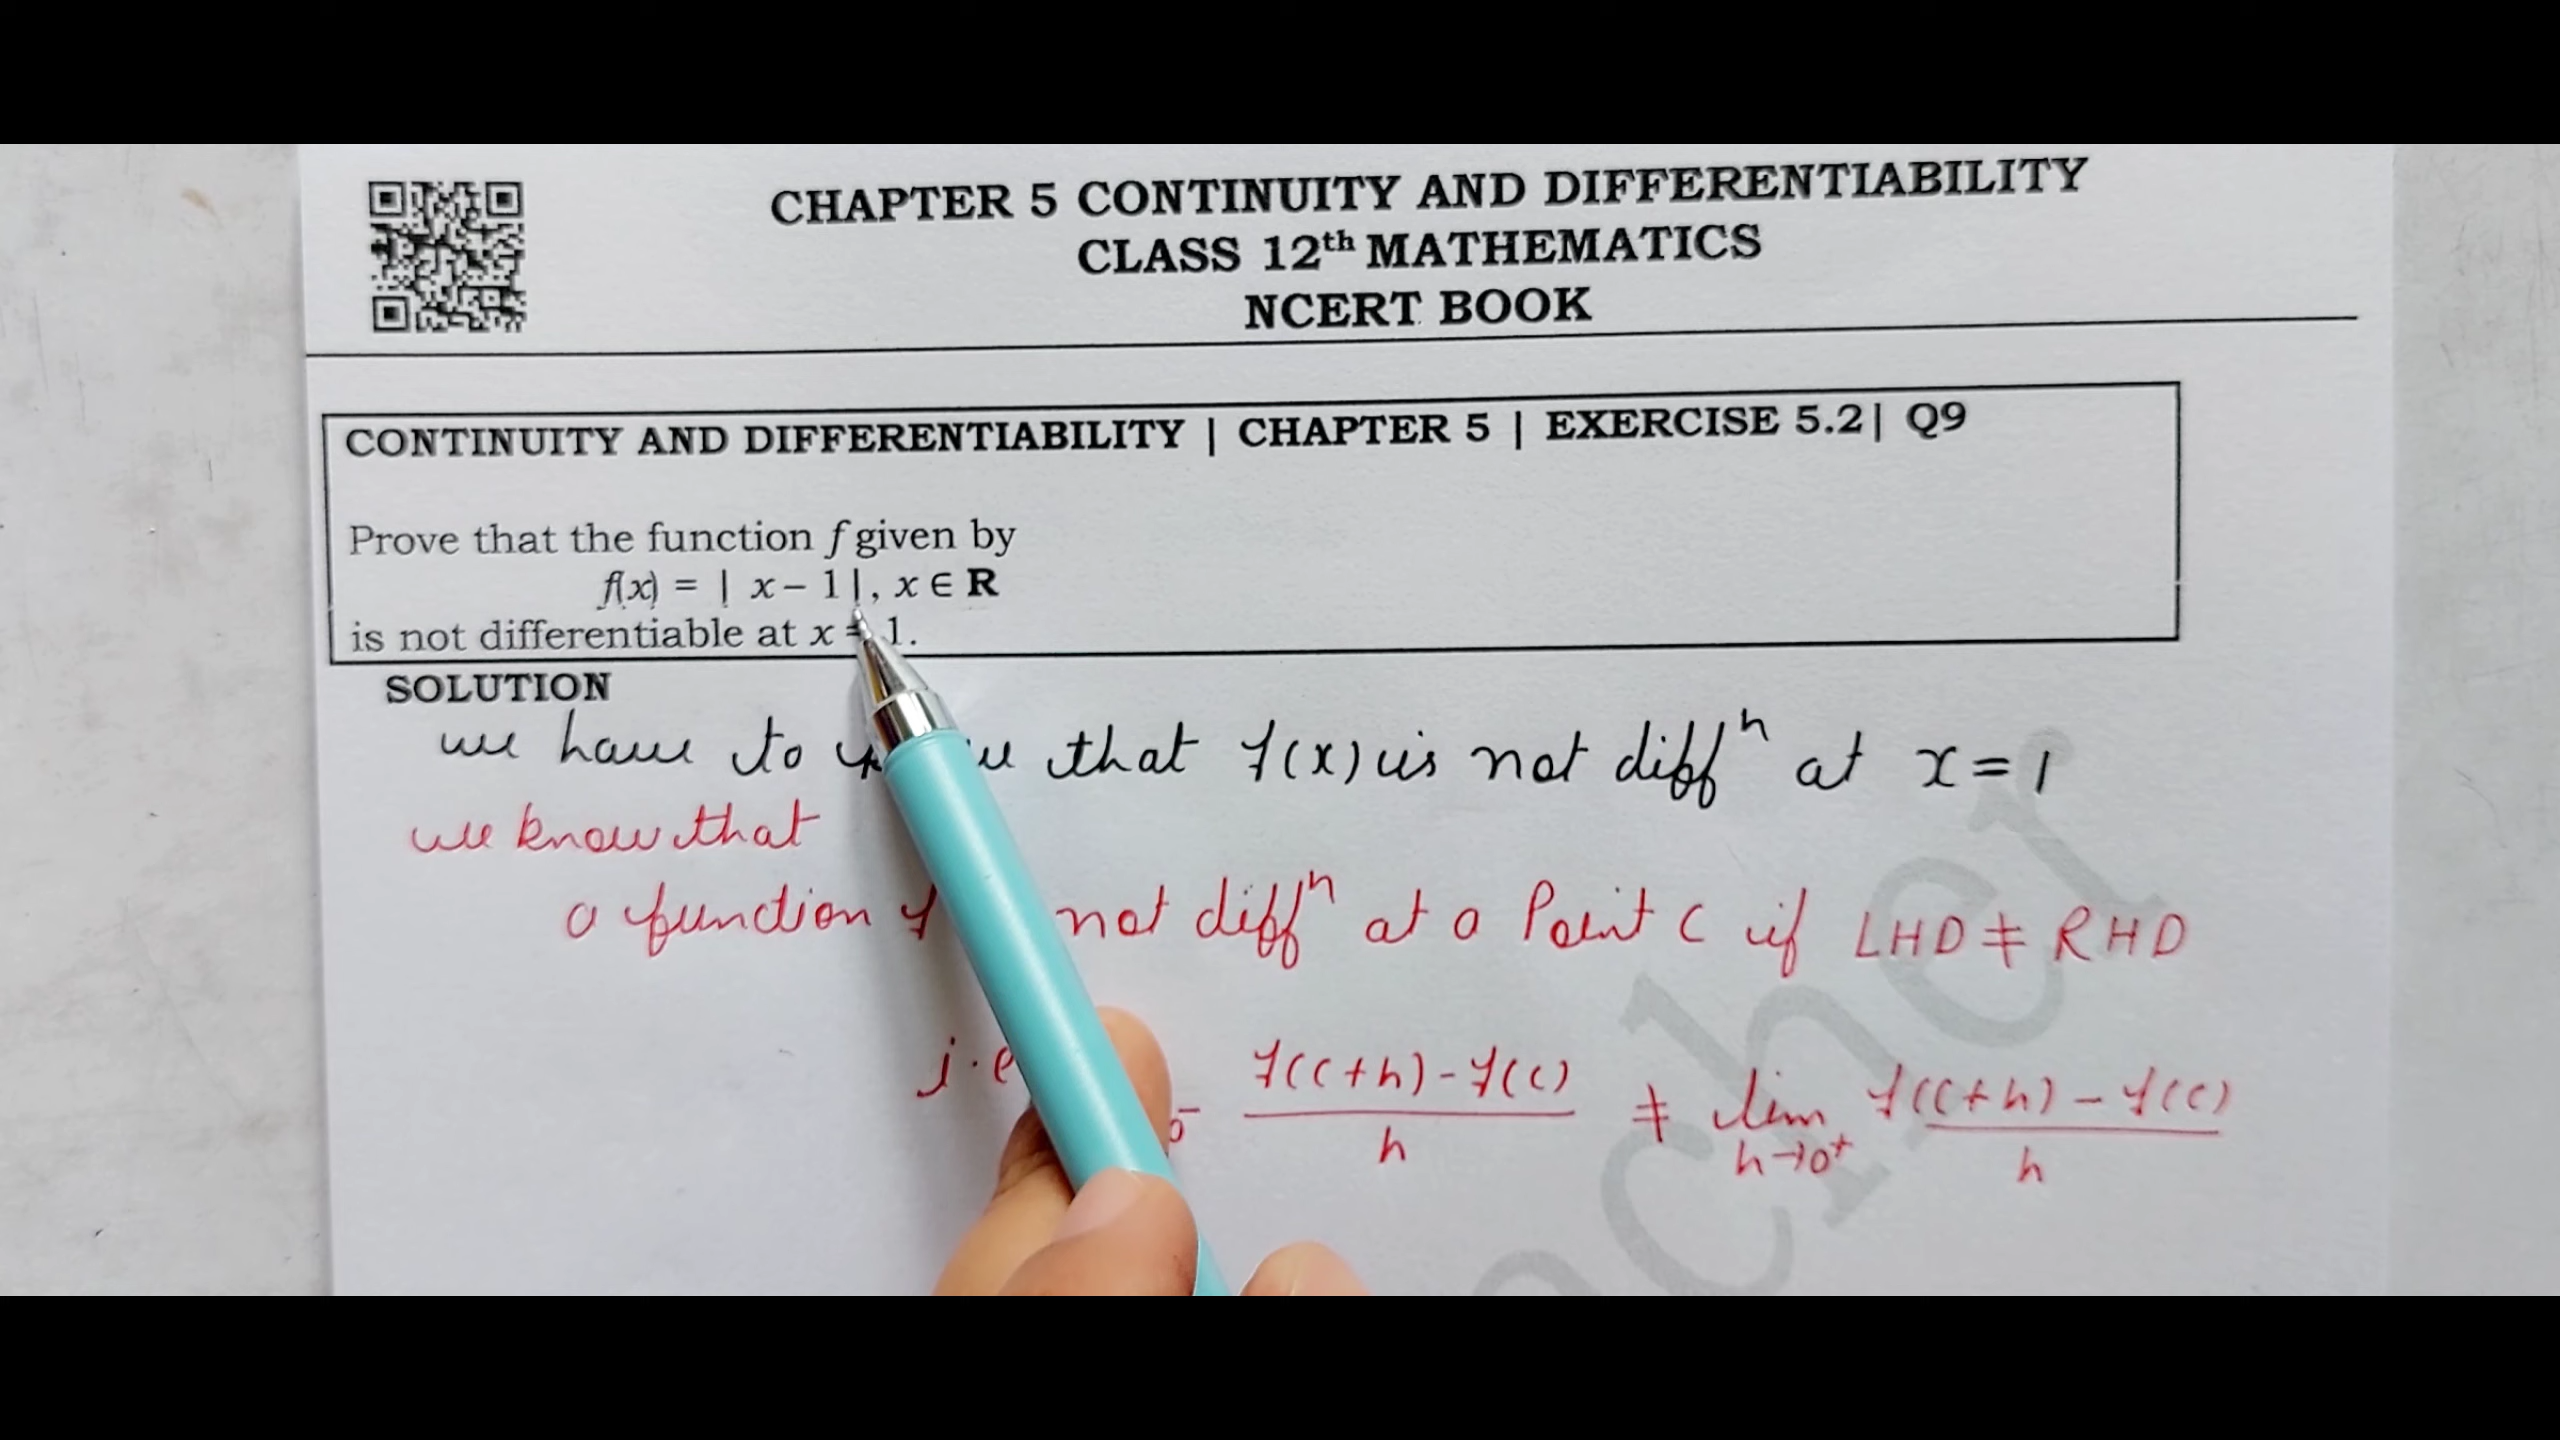 CHAPTER 5 CONTINUITY AND DIFFERENTIABILITY
CLASS 12th MATHEMATICS
NCERT BOOK
CONTINUITY AND DIFFERENTIABILITY | CHAPTER 5 | EXERCISE 5.2| Q9
Prove that the function f given by
f(x) = | x – 1|, x ∈ R
is not differentiable at x = 1.
SOLUTION
we have to that f(x) is not diffⁿ at x = 1
we know that
a function f not diffⁿ at a Point C if LHD ≠ RHD
i.e 0⁻ f(c+h) - f(c) / h ≠ lim h→0⁺ f(c+h) - f(c) / h